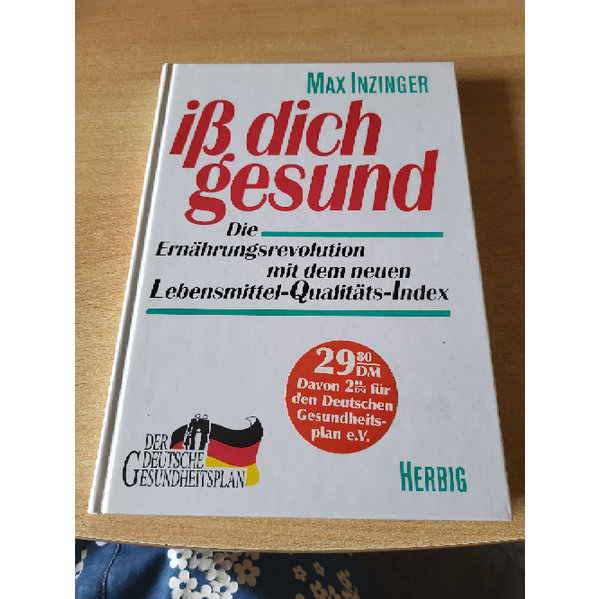 MAX INZINGER
iß dich
gesund
Die
Ernährungsrevolution
mit dem neuen
Lebensmittel-Qualitäts-Index
29 80 DM
Davon 2 DM für
den Deutschen
Gesundheits-
plan e.V.
DER
DEUTSCHE
GESUNDHEITSPLAN
HERBIG